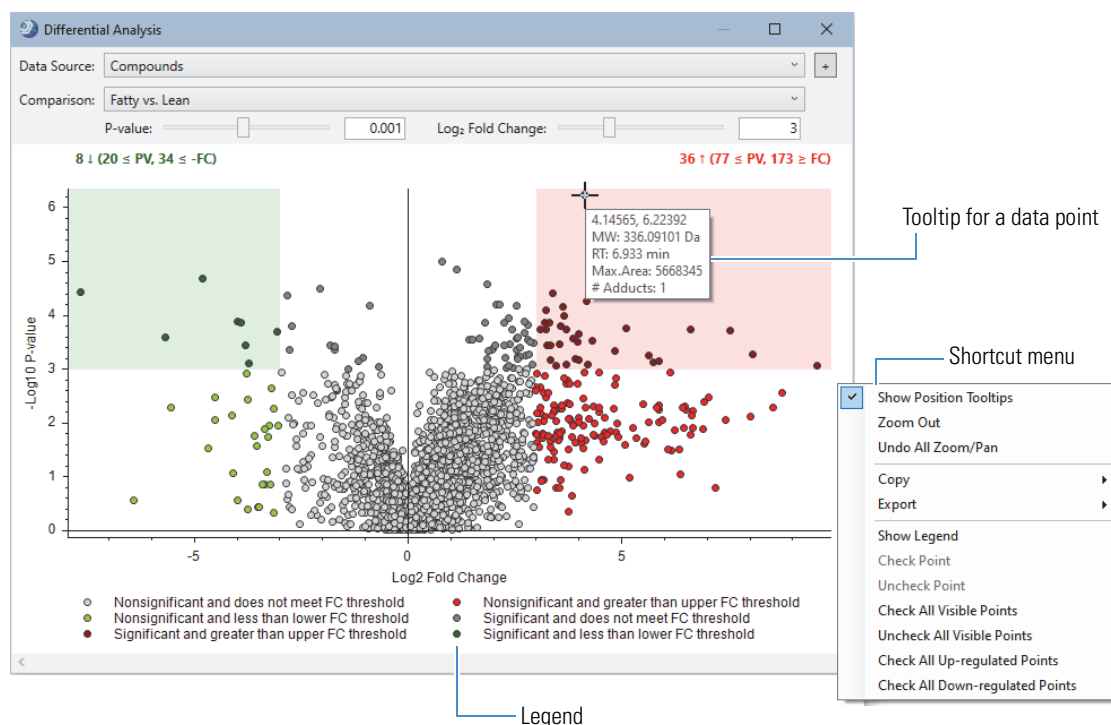 Differential Analysis
Data Source: Compounds +
Comparison: Fatty vs. Lean
P-value: 0.001 Log₂ Fold Change: 3
8 ↓ (20 ≤ PV, 34 ≤ -FC) 36 ↑ (77 ≤ PV, 173 ≥ FC)
6
5
4
3
2
1
0
-Log10 P-value
4.14565, 6.22392
MW: 336.09101 Da
RT: 6.933 min
Max.Area: 5668345
# Adducts: 1
Tooltip for a data point
Shortcut menu
Show Position Tooltips
Zoom Out
Undo All Zoom/Pan
Copy
Export
Show Legend
Check Point
Uncheck Point
Check All Visible Points
Uncheck All Visible Points
Check All Up-regulated Points
Check All Down-regulated Points
-5 0 5
Log2 Fold Change
Nonsignificant and does not meet FC threshold Nonsignificant and greater than upper FC threshold
Nonsignificant and less than lower FC threshold Significant and does not meet FC threshold
Significant and greater than upper FC threshold Significant and less than lower FC threshold
Legend